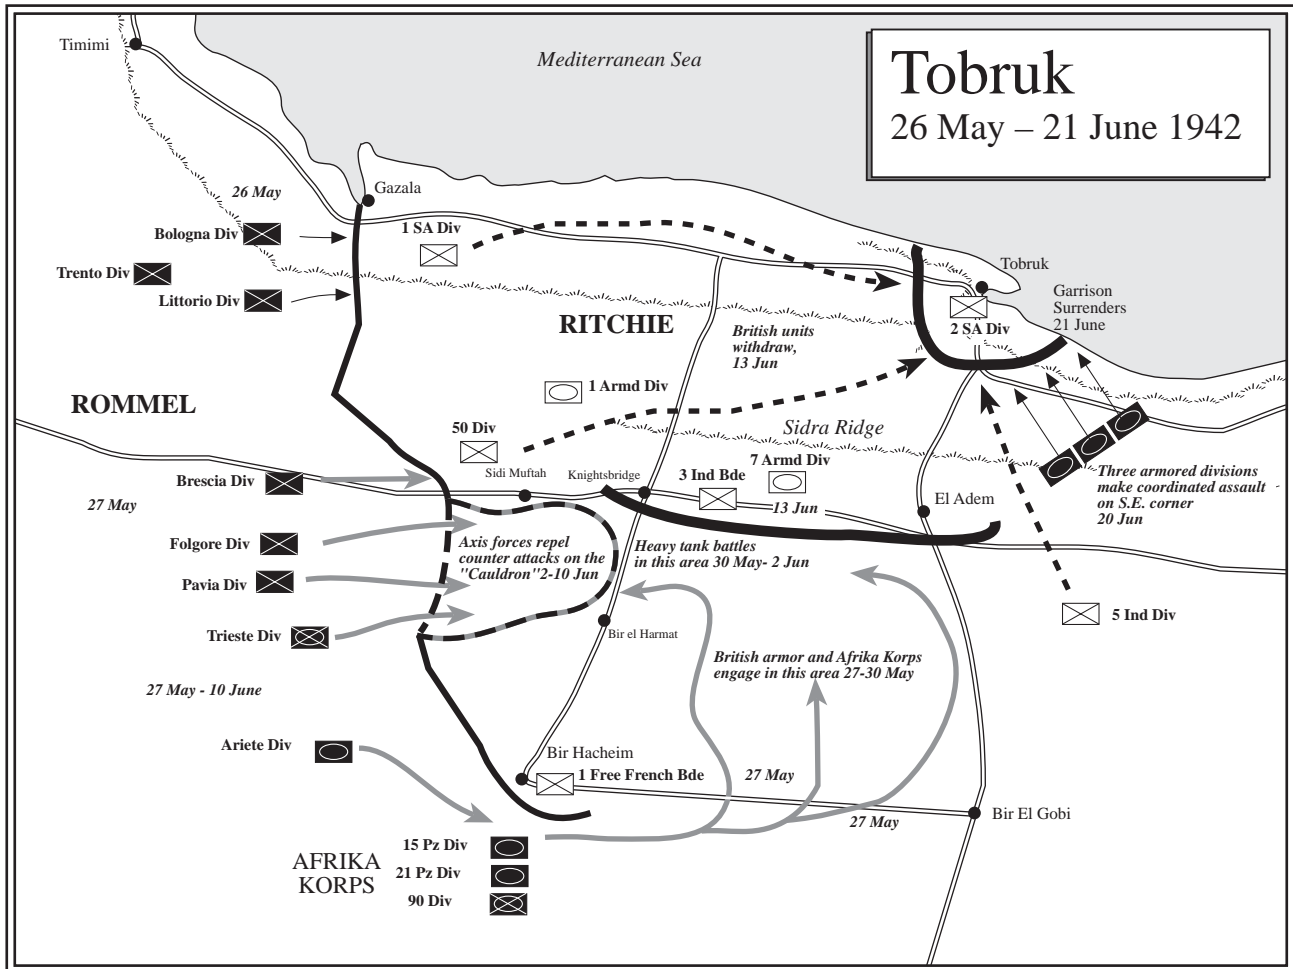 Tobruk
26 May – 21 June 1942
Timimi
Mediterranean Sea
26 May
Gazala
Bologna Div
1 SA Div
Trento Div
Littorio Div
Tobruk
Garrison
Surrenders
21 June
2 SA Div
RITCHIE
British units
withdraw,
13 Jun
1 Armd Div
ROMMEL
50 Div
Sidra Ridge
Sidi Muftah
Knightsbridge
3 Ind Bde
7 Armd Div
13 Jun
El Adem
Three armored divisions
make coordinated assault
on S.E. corner
20 Jun
Brescia Div
27 May
Folgore Div
Axis forces repel
counter attacks on the
"Cauldron"2-10 Jun
Heavy tank battles
in this area 30 May- 2 Jun
Pavia Div
5 Ind Div
Trieste Div
Bir el Harmat
British armor and Afrika Korps
engage in this area 27-30 May
27 May - 10 June
Ariete Div
Bir Hacheim
1 Free French Bde
27 May
27 May
Bir El Gobi
AFRIKA
KORPS
15 Pz Div
21 Pz Div
90 Div